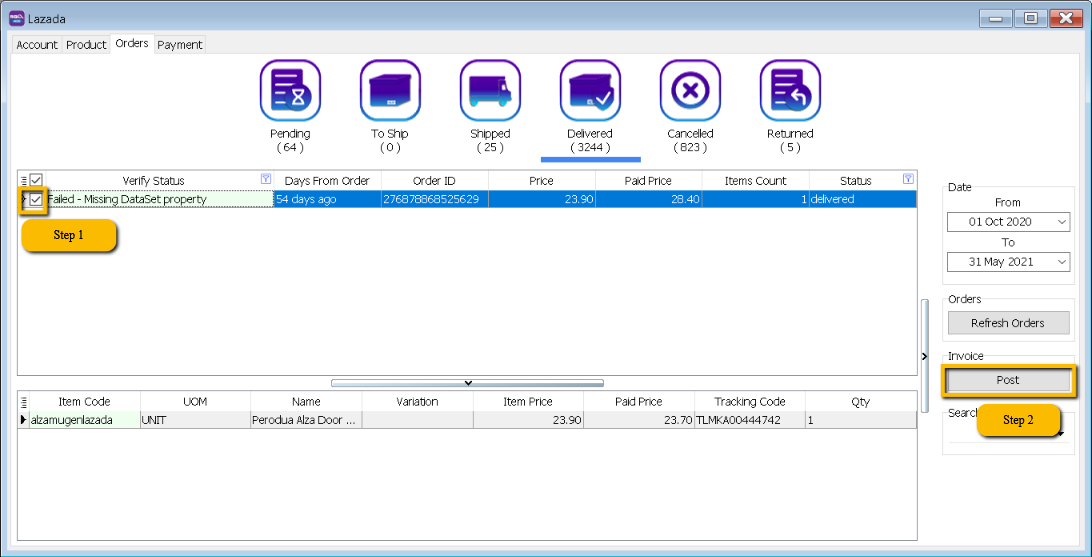 Lazada
Account Product Orders Payment
Pending To Ship Shipped Delivered Cancelled Returned
( 64 ) ( 0 ) ( 25 ) ( 3244 ) ( 823 ) ( 5 )
Verify Status Days From Order Order ID Price Paid Price Items Count Status
Failed - Missing DataSet property 54 days ago 276878868525629 23.90 28.40 1 delivered
Step 1
Date
From
01 Oct 2020
To
31 May 2021
Orders
Refresh Orders
Invoice
Post
Search
Step 2
Item Code UOM Name Variation Item Price Paid Price Tracking Code Qty
alzamugenlazada UNIT Perodua Alza Door ... 23.90 23.70 TLMKA00444742 1